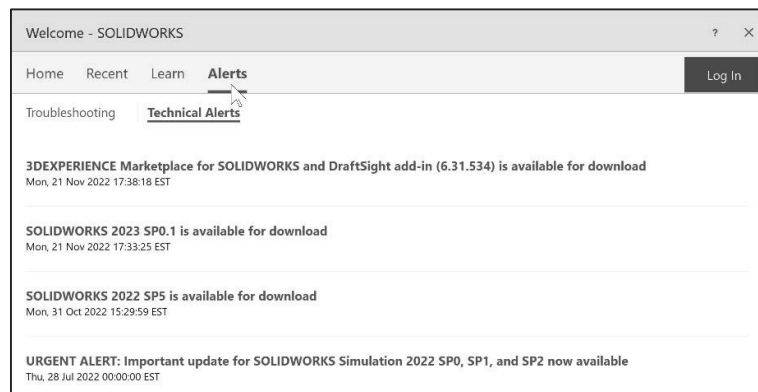 Welcome - SOLIDWORKS ? ×
Home Recent Learn Alerts Log In
Troubleshooting Technical Alerts
3DEXPERIENCE Marketplace for SOLIDWORKS and DraftSight add-in (6.31.534) is available for download
Mon, 21 Nov 2022 17:38:18 EST
SOLIDWORKS 2023 SP0.1 is available for download
Mon, 21 Nov 2022 17:33:25 EST
SOLIDWORKS 2022 SP5 is available for download
Mon, 31 Oct 2022 15:29:59 EST
URGENT ALERT: Important update for SOLIDWORKS Simulation 2022 SP0, SP1, and SP2 now available
Thu, 28 Jul 2022 00:00:00 EST